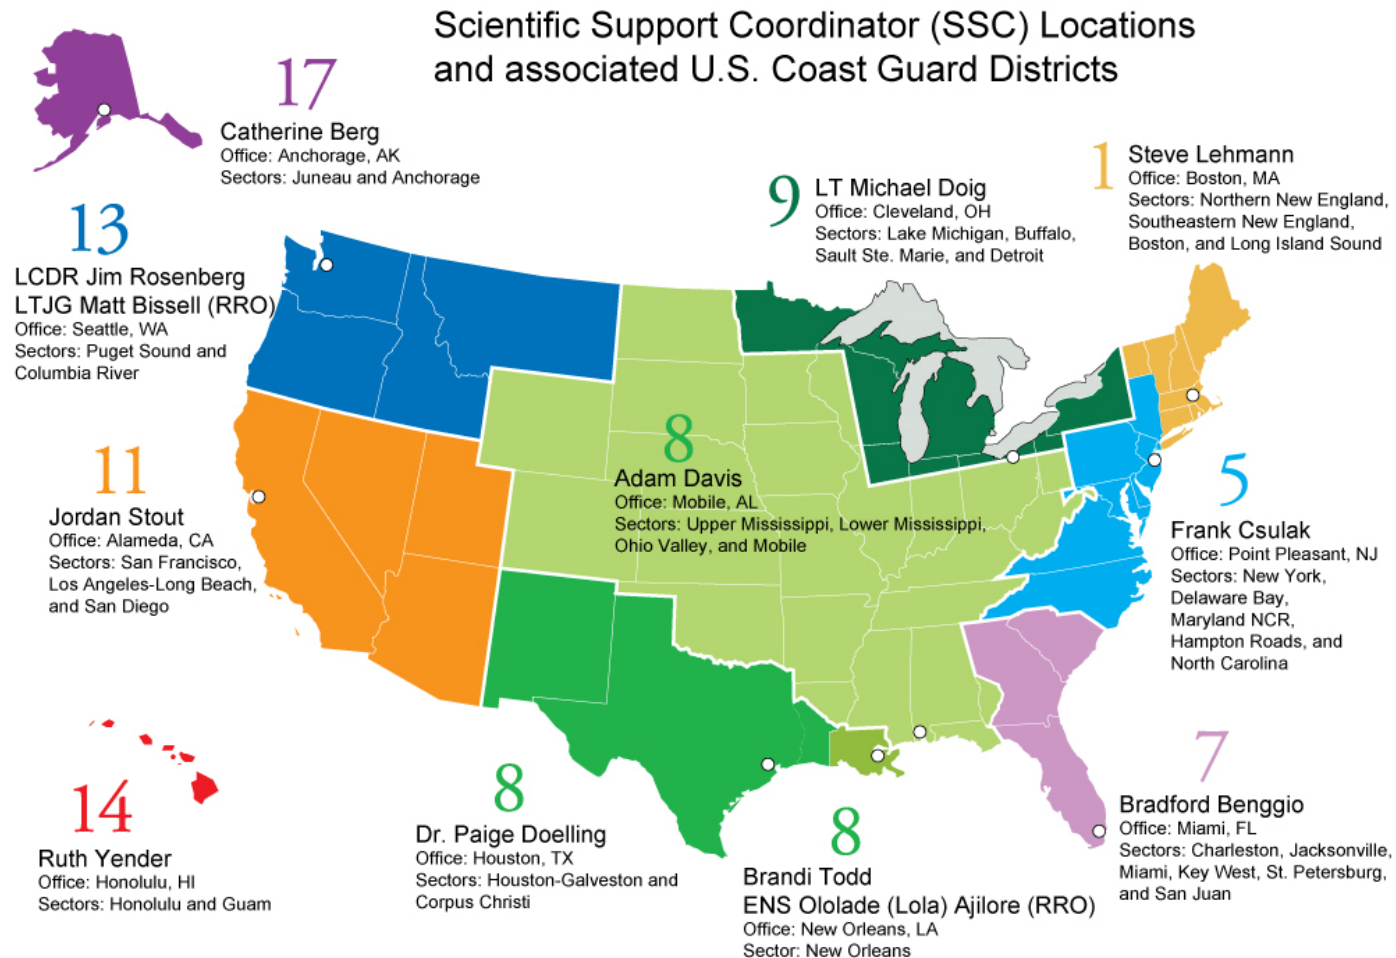 Scientific Support Coordinator (SSC) Locations
and associated U.S. Coast Guard Districts
17
Catherine Berg
Office: Anchorage, AK
Sectors: Juneau and Anchorage
13
LCDR Jim Rosenberg
LTJG Matt Bissell (RRO)
Office: Seattle, WA
Sectors: Puget Sound and
Columbia River
9
LT Michael Doig
Office: Cleveland, OH
Sectors: Lake Michigan, Buffalo,
Sault Ste. Marie, and Detroit
1
Steve Lehmann
Office: Boston, MA
Sectors: Northern New England,
Southeastern New England,
Boston, and Long Island Sound
11
Jordan Stout
Office: Alameda, CA
Sectors: San Francisco,
Los Angeles-Long Beach,
and San Diego
8
Adam Davis
Office: Mobile, AL
Sectors: Upper Mississippi, Lower Mississippi,
Ohio Valley, and Mobile
5
Frank Csulak
Office: Point Pleasant, NJ
Sectors: New York,
Delaware Bay,
Maryland NCR,
Hampton Roads, and
North Carolina
14
Ruth Yender
Office: Honolulu, HI
Sectors: Honolulu and Guam
8
Dr. Paige Doelling
Office: Houston, TX
Sectors: Houston-Galveston and
Corpus Christi
8
Brandi Todd
ENS Ololade (Lola) Ajilore (RRO)
Office: New Orleans, LA
Sector: New Orleans
7
Bradford Benggio
Office: Miami, FL
Sectors: Charleston, Jacksonville,
Miami, Key West, St. Petersburg,
and San Juan